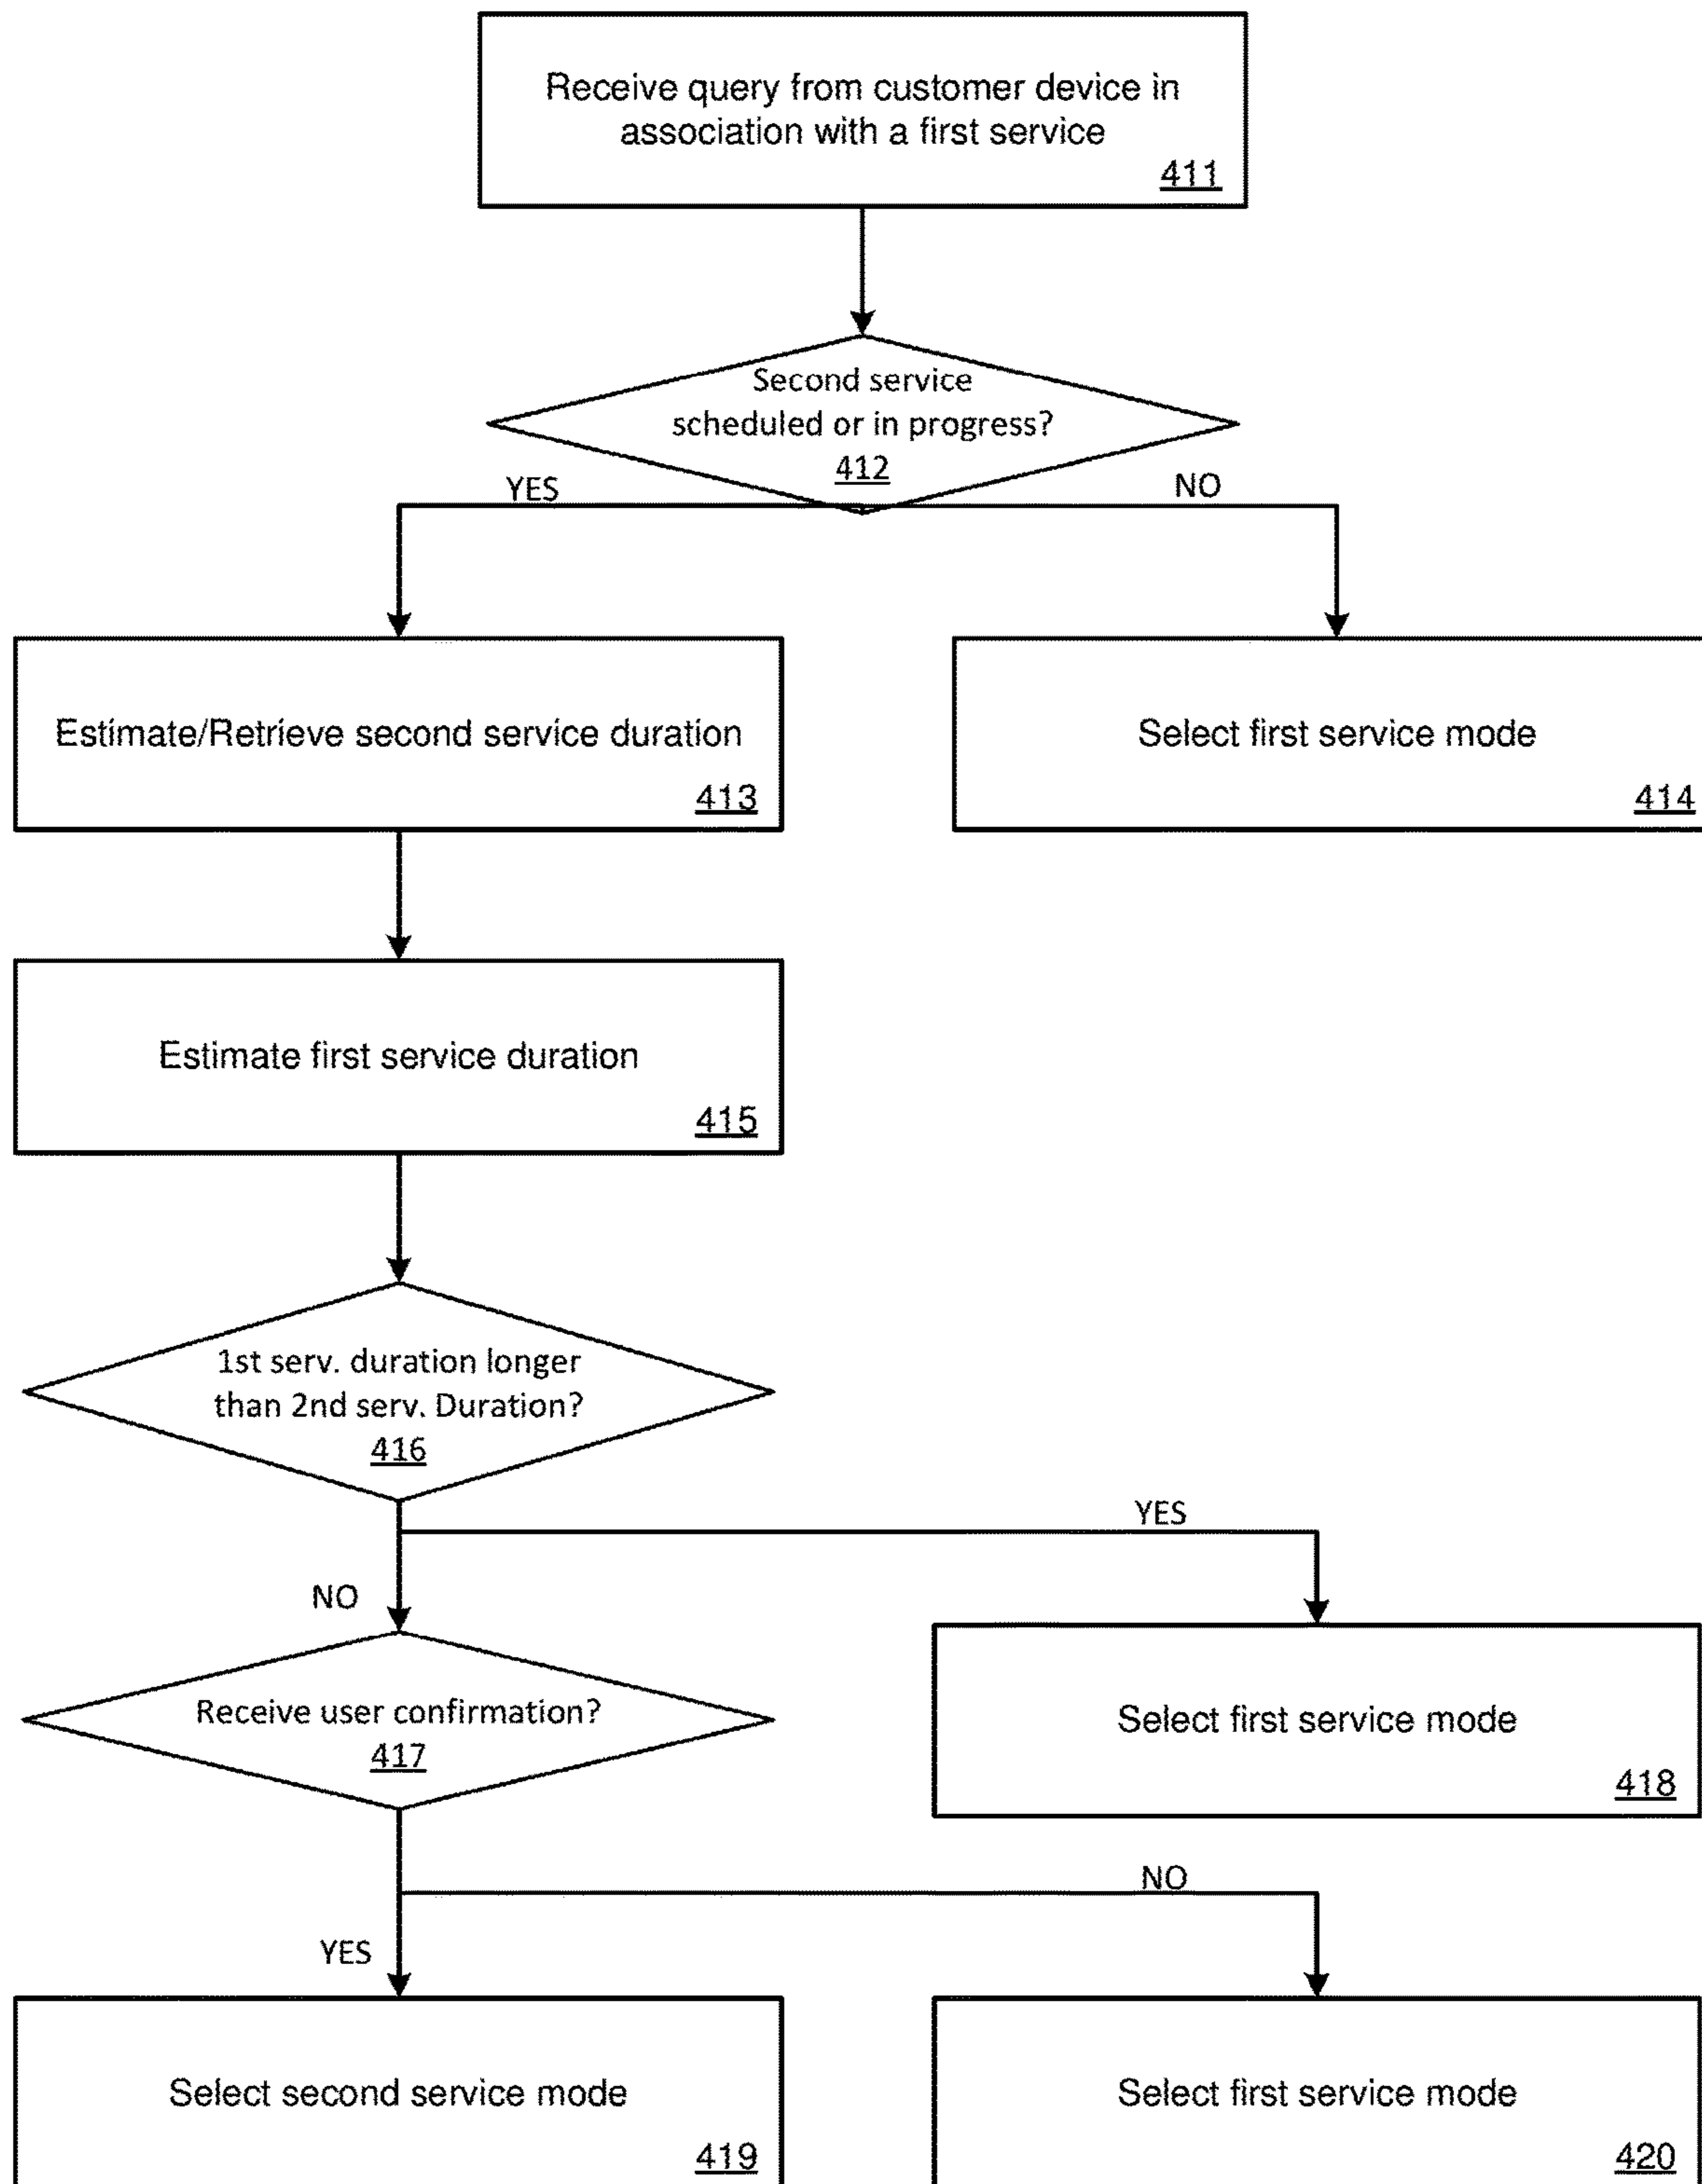 Receive query from customer device in
association with a first service
411
Second service
scheduled or in progress?
412
YES
NO
Estimate/Retrieve second service duration
413
Select first service mode
414
Estimate first service duration
415
1st serv. duration longer
than 2nd serv. Duration?
416
YES
NO
Receive user confirmation?
417
Select first service mode
418
NO
YES
Select second service mode
419
Select first service mode
420